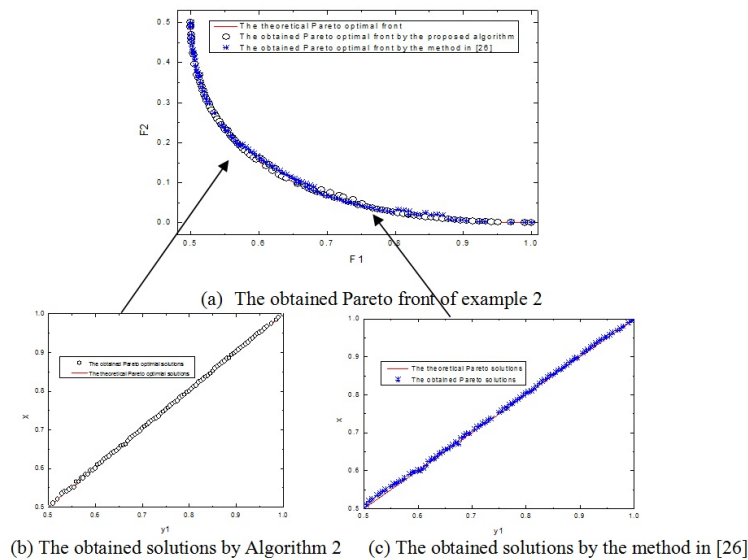 The theoretical Pareto optimal front
The obtained Pareto optimal front by the proposed algorithm
The obtained Pareto optimal front by the method in [26]
0.5
0.4
0.3
0.2
0.1
0.0
F2
0.5 0.6 0.7 0.8 0.9 1.0
F1
(a) The obtained Pareto front of example 2
1.0
0.9
0.8
0.7
0.6
0.5
x
The obtained Pareto optimal solutions
The theoretical Pareto optimal solutions
0.5 0.6 0.7 0.8 0.9 1.0
y1
(b) The obtained solutions by Algorithm 2
1.0
0.9
0.8
0.7
0.6
0.5
x
The theoretical Pareto solutions
The obtained Pareto solutions
0.5 0.6 0.7 0.8 0.9 1.0
y1
(c) The obtained solutions by the method in [26]